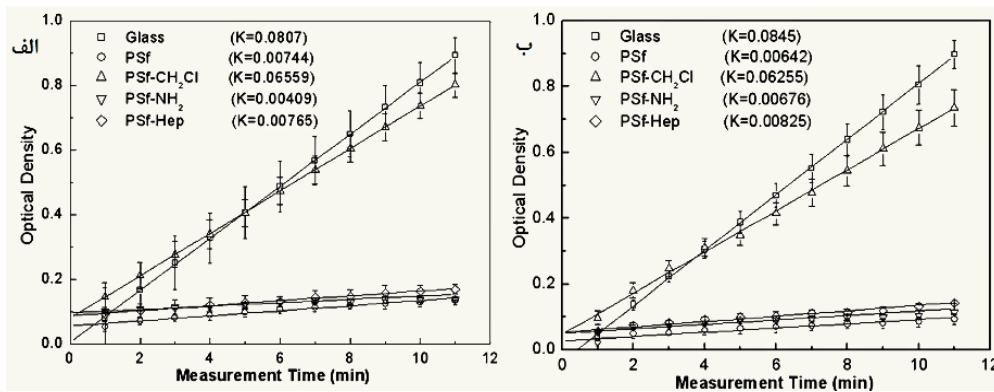 الف
1.0
0.8
0.6
0.4
0.2
0.0
Optical Density
Glass (K=0.0807)
PSf (K=0.00744)
PSf-CH₂Cl (K=0.06559)
PSf-NH₂ (K=0.00409)
PSf-Hep (K=0.00765)
0 2 4 6 8 10 12
Measurement Time (min)
1.0
0.8
0.6
0.4
0.2
0.0
Optical Density
Glass (K=0.0845)
PSf (K=0.00642)
PSf-CH₂Cl (K=0.06255)
PSf-NH₂ (K=0.00676)
PSf-Hep (K=0.00825)
0 2 4 6 8 10 12
Measurement Time (min)